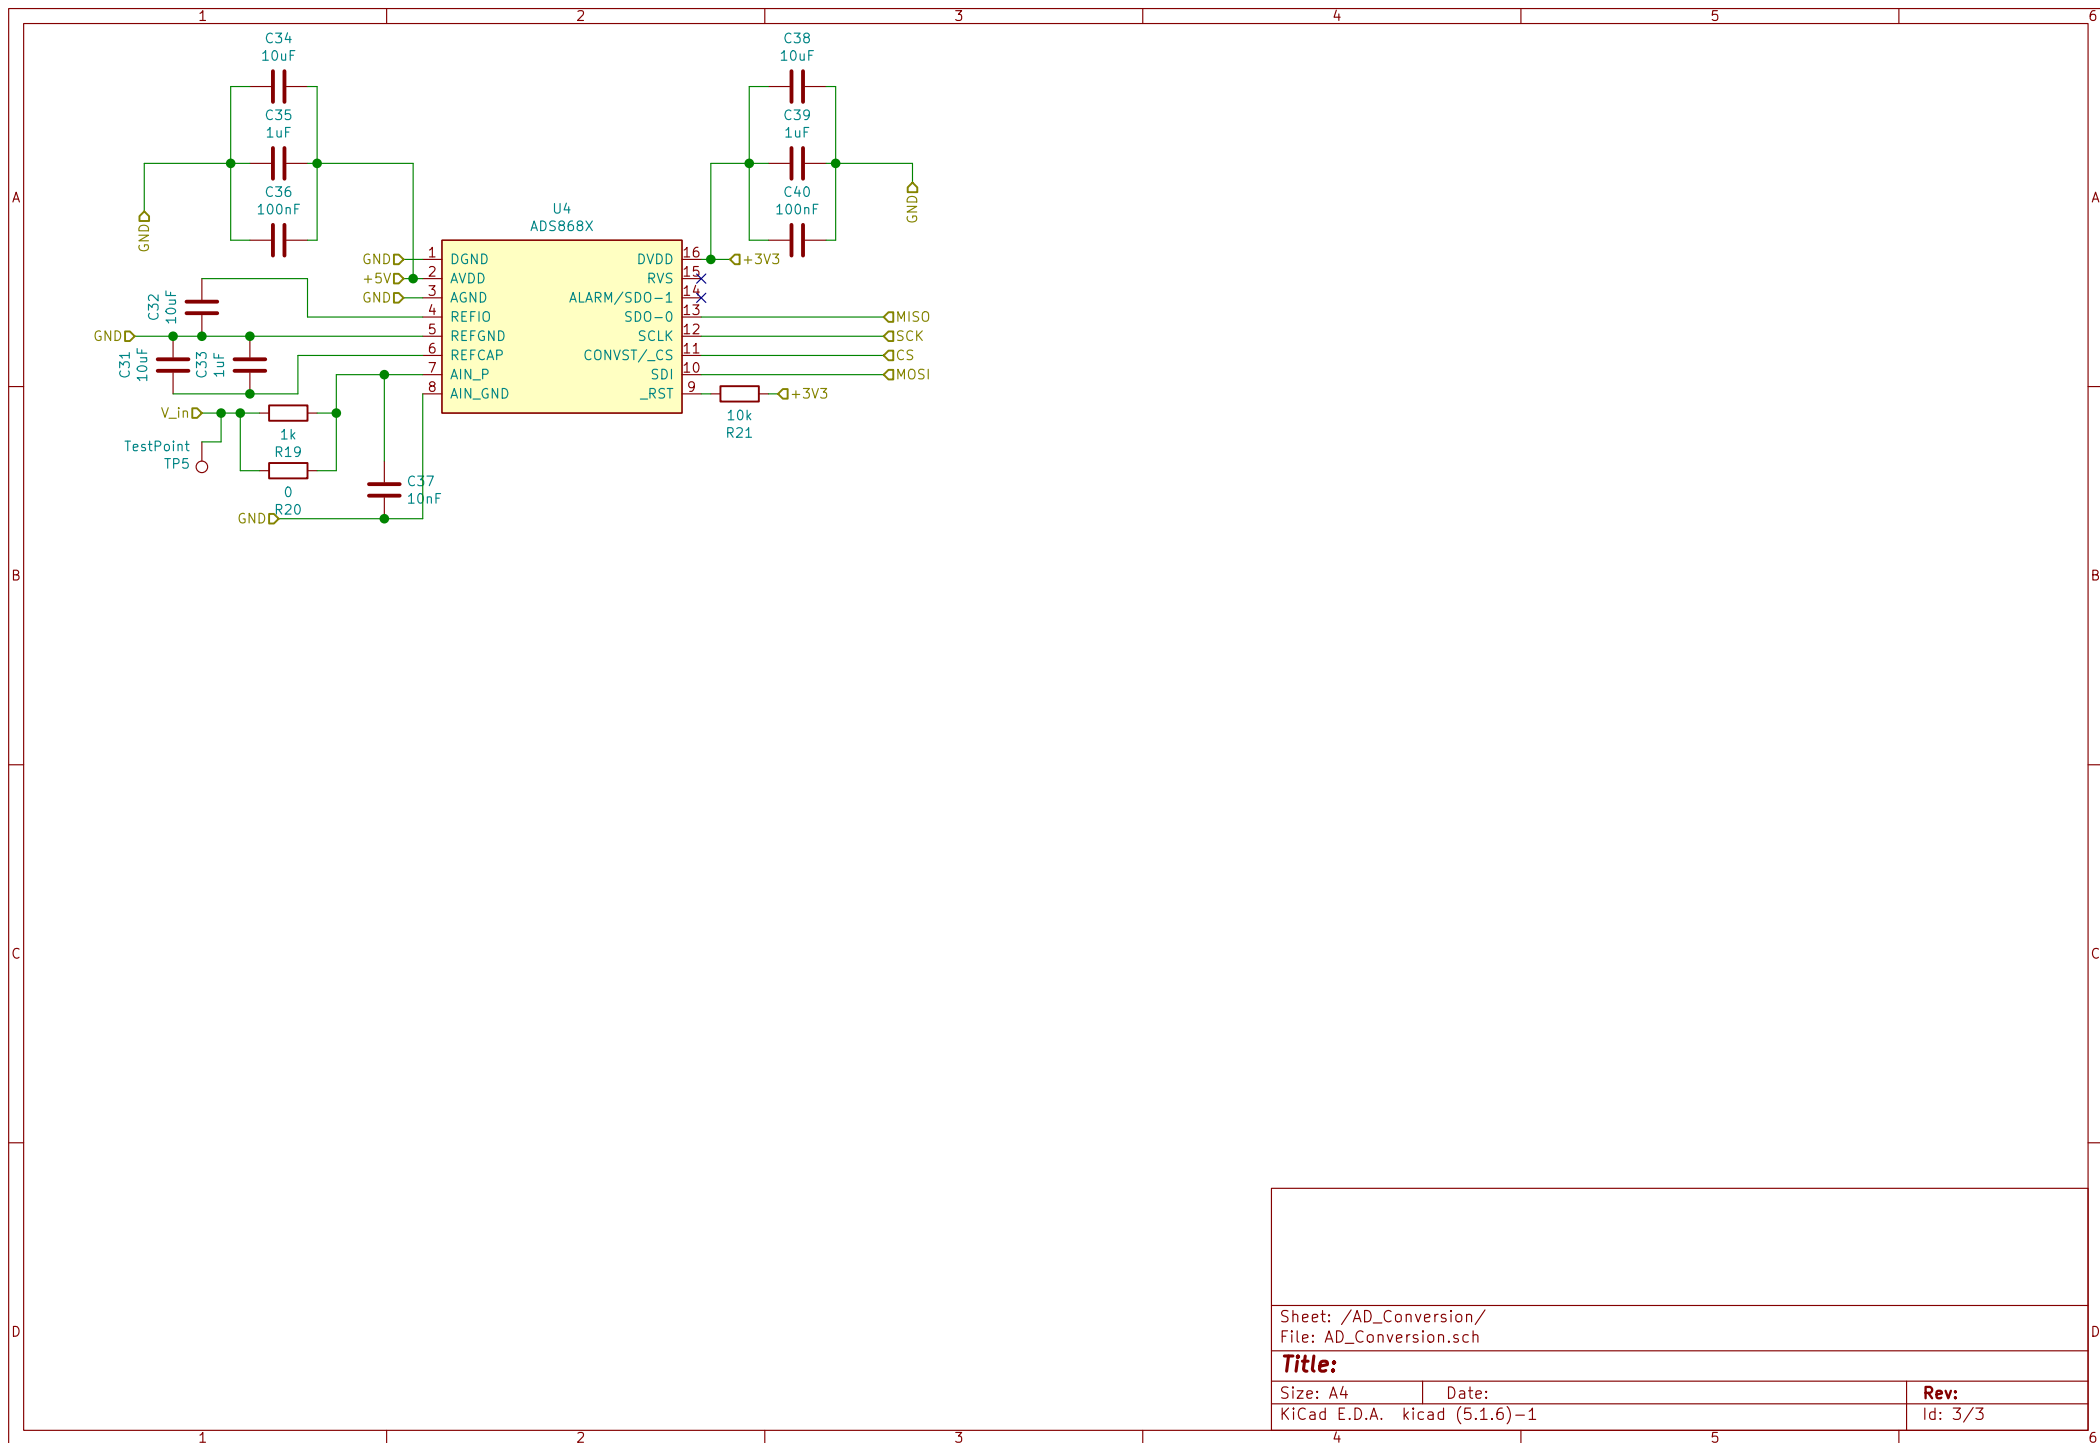 1 2 3 4 5 6
A
B
C
D
A
B
C
D
C34
10uF
C35
1uF
C36
100nF
GND
C38
10uF
C39
1uF
C40
100nF
GND
U4
ADS868X
GND 1 DGND
+5V 2 AVDD
GND 3 AGND
4 REFIO
5 REFGND
6 REFCAP
7 AIN_P
8 AIN_GND
DVDD 16 +3V3
RVS 15
ALARM/SDO-1 14
SDO-0 13 MISO
SCLK 12 SCK
CONVST/_CS 11 CS
SDI 10 MOSI
_RST 9 +3V3
10k
R21
C32
10uF
GND
C31
10uF
C33
1uF
V_in
1k
R19
TestPoint
TP5
0
R20
C37
10nF
GND
Sheet: /AD_Conversion/
File: AD_Conversion.sch
Title:
Size: A4 Date: Rev:
KiCad E.D.A. kicad (5.1.6)-1 Id: 3/3
1 2 3 4 5 6